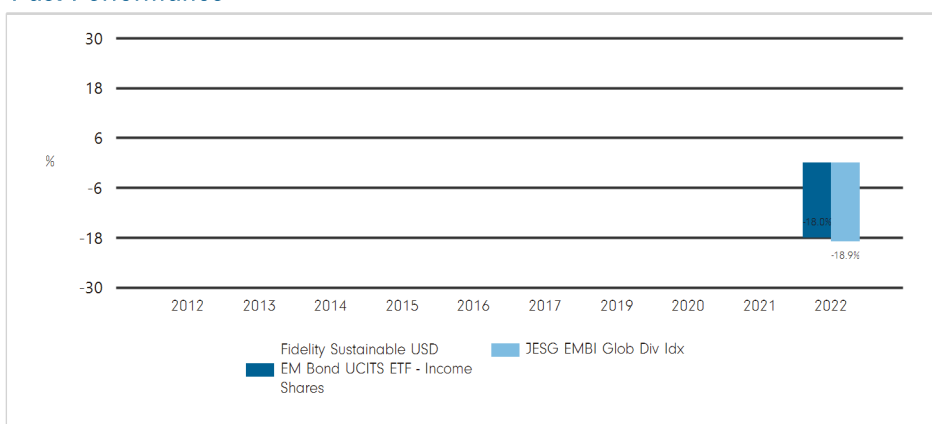 30
18
6
%
-6
-18
-30
-18.0%
-18.9%
2012 2013 2014 2015 2016 2017 2019 2020 2021 2022
Fidelity Sustainable USD
EM Bond UCITS ETF - Income
Shares
JESG EMBI Glob Div Idx